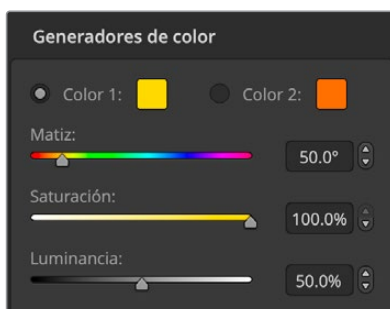 Generadores de color
Color 1: Color 2:
Matiz:
50.0°
Saturación:
100.0%
Luminancia:
50.0%